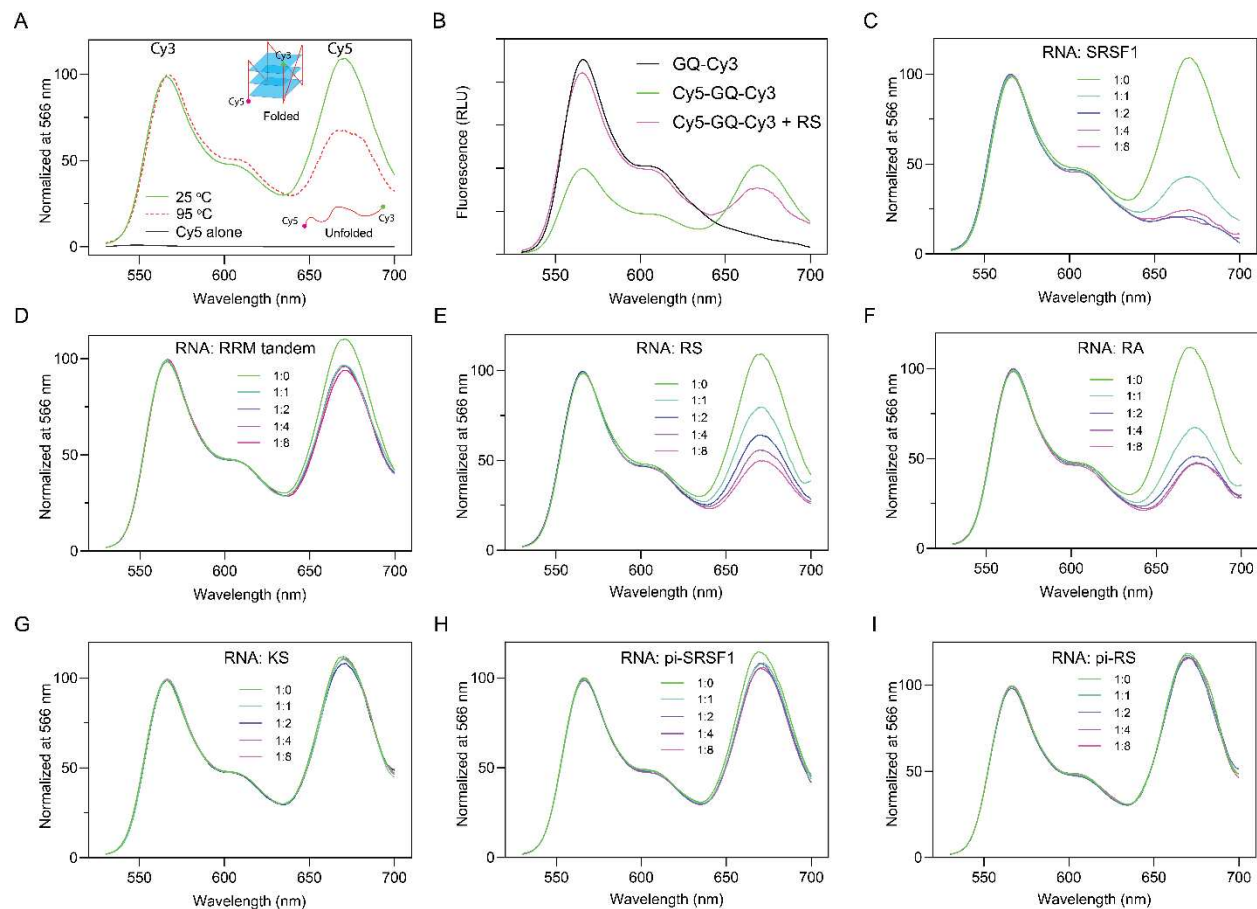 A
Cy3
Cy5
Cy3
Cy5
Folded
Normalized at 566 nm
100
50
0
25 °C
95 °C
Cy5 alone
Cy5
Cy3
Unfolded
550
600
650
700
Wavelength (nm)
B
Fluorescence (RLU)
GQ-Cy3
Cy5-GQ-Cy3
Cy5-GQ-Cy3 + RS
550
600
650
700
Wavelength (nm)
C
RNA: SRSF1
Normalized at 566 nm
100
50
0
1:0
1:1
1:2
1:4
1:8
550
600
650
700
Wavelength (nm)
D
RNA: RRM tandem
Normalized at 566 nm
100
50
0
1:0
1:1
1:2
1:4
1:8
550
600
650
700
Wavelength (nm)
E
RNA: RS
Normalized at 566 nm
100
50
0
1:0
1:1
1:2
1:4
1:8
550
600
650
700
Wavelength (nm)
F
RNA: RA
Normalized at 566 nm
100
50
0
1:0
1:1
1:2
1:4
1:8
550
600
650
700
Wavelength (nm)
G
RNA: KS
Normalized at 566 nm
100
50
0
1:0
1:1
1:2
1:4
1:8
550
600
650
700
Wavelength (nm)
H
RNA: pi-SRSF1
Normalized at 566 nm
100
50
0
1:0
1:1
1:2
1:4
1:8
550
600
650
700
Wavelength (nm)
I
RNA: pi-RS
Normalized at 566 nm
100
50
0
1:0
1:1
1:2
1:4
1:8
550
600
650
700
Wavelength (nm)